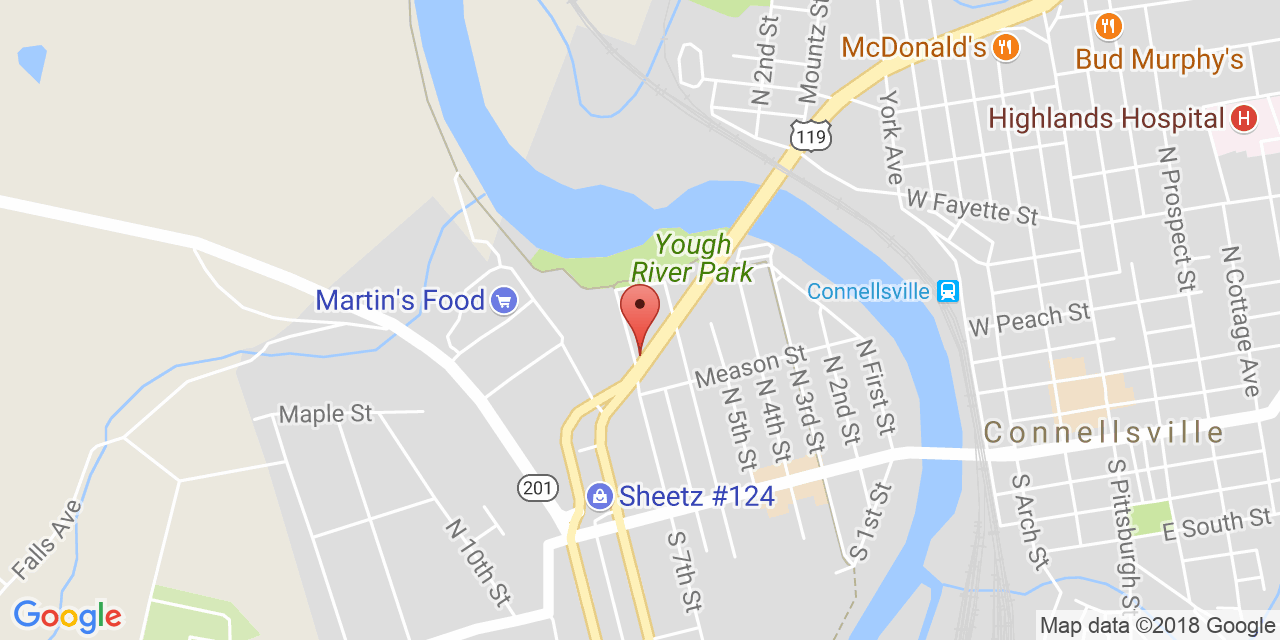 N 2nd St
Mountz St
McDonald's
Bud Murphy's
York Ave
119
Highlands Hospital
H
N Prospect St
W Fayette St
Yough
River Park
Martin's Food
Connellsville
W Peach St
N Cottage Ave
Meason St
N First St
N 2nd St
N 3rd St
N 4th St
N 5th St
Maple St
Connellsville
201
Sheetz #124
Falls Ave
N 10th St
S 7th St
S 1st St
S Arch St
S Pittsburgh St
E South St
Google
Map data ©2018 Google